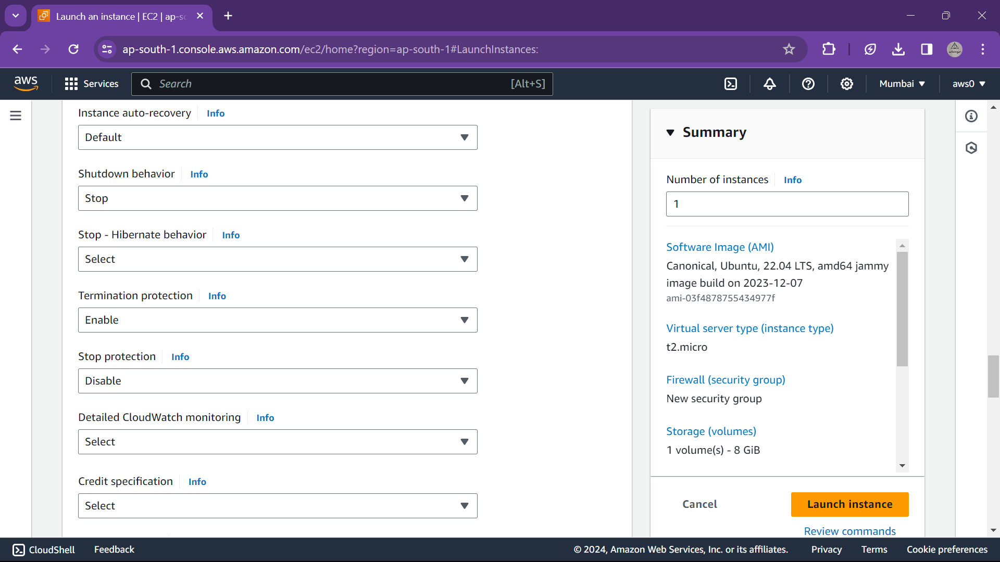 Launch an instance | EC2 | ap-sc
ap-south-1.console.aws.amazon.com/ec2/home?region=ap-south-1#LaunchInstances:
aws
Services
Search
[Alt+S]
Mumbai
aws0
Instance auto-recovery
Info
Default
Shutdown behavior
Info
Stop
Stop - Hibernate behavior
Info
Select
Termination protection
Info
Enable
Stop protection
Info
Disable
Detailed CloudWatch monitoring
Info
Select
Credit specification
Info
Select
Summary
Number of instances
Info
1
Software Image (AMI)
Canonical, Ubuntu, 22.04 LTS, amd64 jammy
image build on 2023-12-07
ami-03f4878755434977f
Virtual server type (instance type)
t2.micro
Firewall (security group)
New security group
Storage (volumes)
1 volume(s) - 8 GiB
Cancel
Launch instance
Review commands
CloudShell
Feedback
© 2024, Amazon Web Services, Inc. or its affiliates.
Privacy
Terms
Cookie preferences